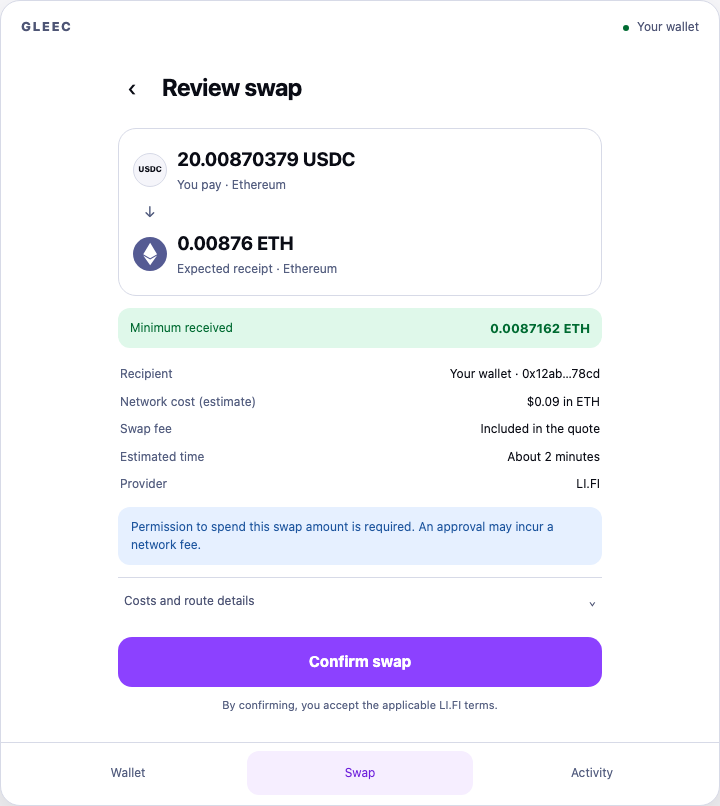 GLEEC
Your wallet
‹ Review swap
USDC
20.00870379 USDC
You pay · Ethereum
↓
0.00876 ETH
Expected receipt · Ethereum
Minimum received 0.0087162 ETH
Recipient Your wallet · 0x12ab…78cd
Network cost (estimate) $0.09 in ETH
Swap fee Included in the quote
Estimated time About 2 minutes
Provider LI.FI
Permission to spend this swap amount is required. An approval may incur a
network fee.
Costs and route details
Confirm swap
By confirming, you accept the applicable LI.FI terms.
Wallet Swap Activity